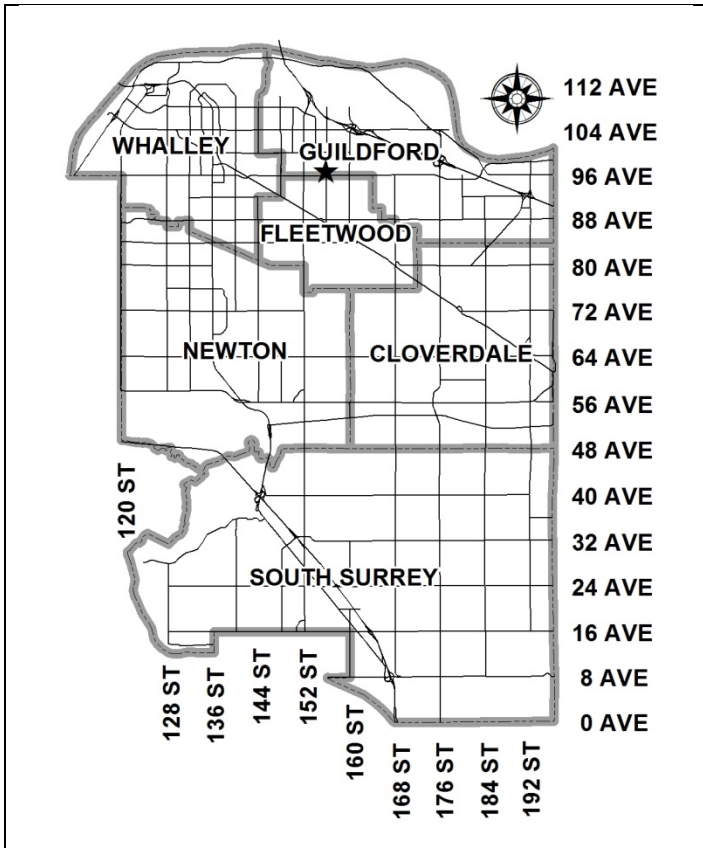 112 AVE
104 AVE
WHALLEY
GUILDFORD
96 AVE
88 AVE
FLEETWOOD
80 AVE
72 AVE
NEWTON
CLOVERDALE
64 AVE
56 AVE
48 AVE
120 ST
40 AVE
32 AVE
SOUTH SURREY
24 AVE
16 AVE
128 ST
136 ST
144 ST
152 ST
160 ST
8 AVE
0 AVE
168 ST
176 ST
184 ST
192 ST